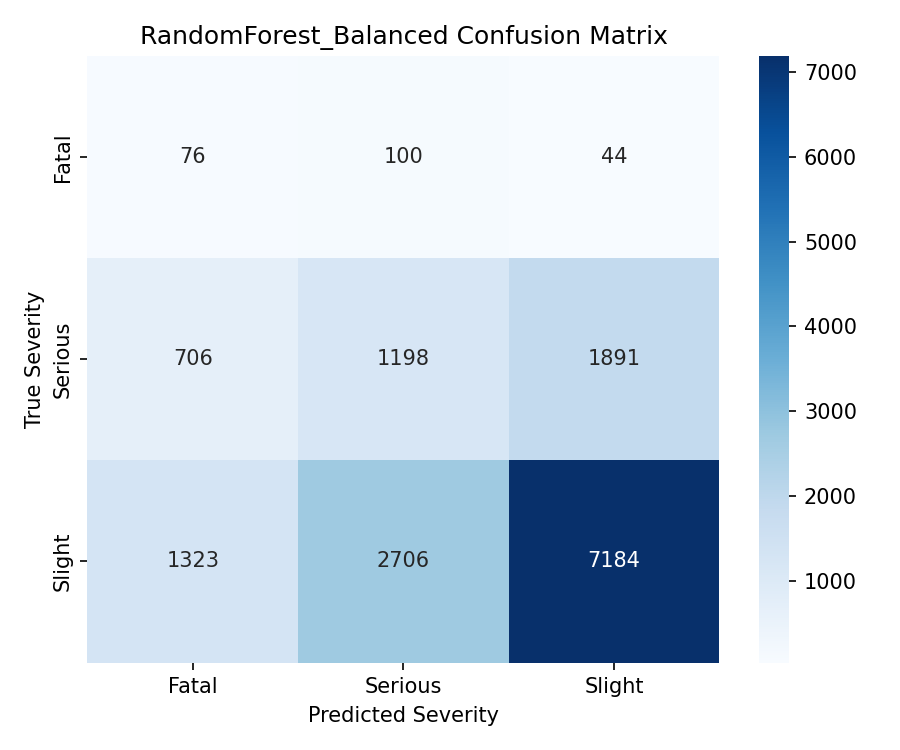 RandomForest_Balanced Confusion Matrix
True Severity
Fatal
Serious
Slight
76 100 44
706 1198 1891
1323 2706 7184
Fatal Serious Slight
Predicted Severity
7000
6000
5000
4000
3000
2000
1000